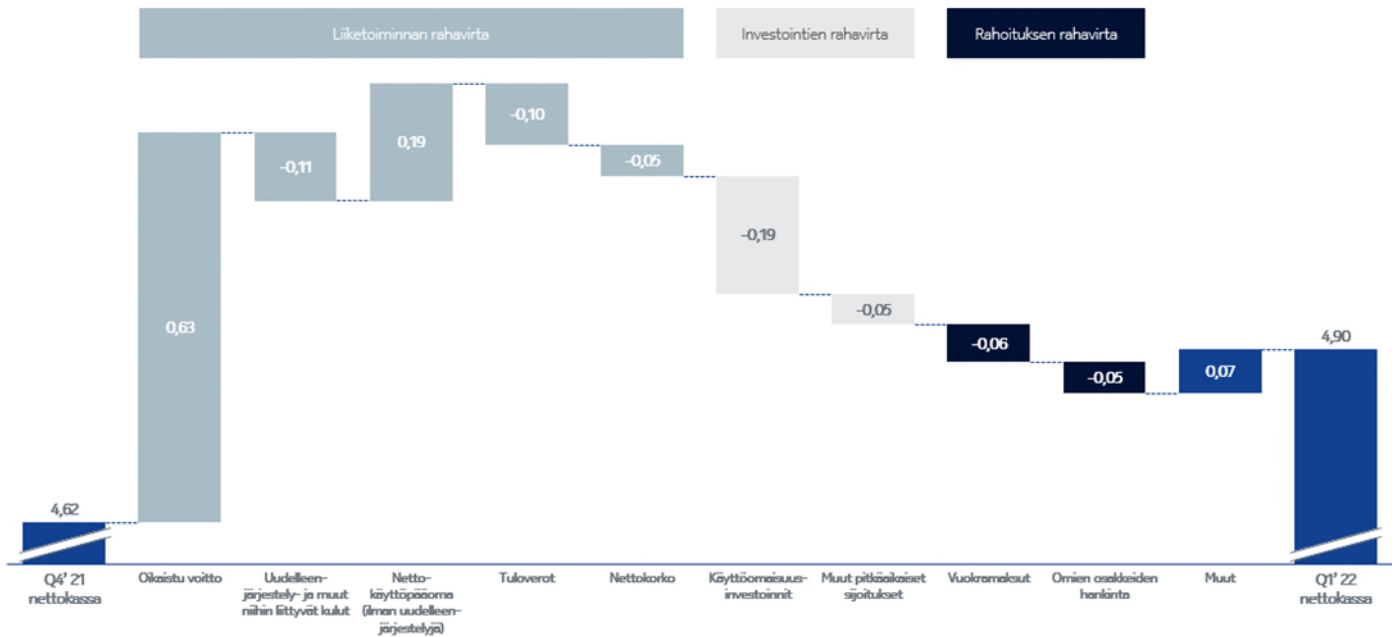 Liiketoiminnan rahavirta
Investointien rahavirta
Rahoituksen rahavirta
4,62
0,63
-0,11
0,19
-0,10
-0,05
-0,19
-0,05
-0,06
-0,05
0,07
4,90
Q4' 21
nettokassa
Oikaistu voitto
Uudelleen-
järjestely- ja muut
niihin liittyvät kulut
Netto-
käyttöpääoma
(ilman uudelleen-
järjestelyjä)
Tuloverot
Nettokorko
Käyttöomaisuus-
investoinnit
Muut pitkäaikaiset
sijoitukset
Vuokramaksut
Omien osakkeiden
hankinta
Muut
Q1' 22
nettokassa